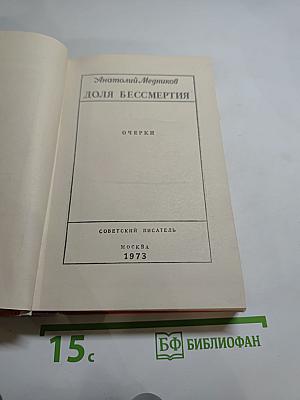 Анатолий Медников
ДОЛЯ БЕССМЕРТИЯ
ОЧЕРКИ
СОВЕТСКИЙ ПИСАТЕЛЬ
МОСКВА
1973
15с
БФ БИБЛИОФАН